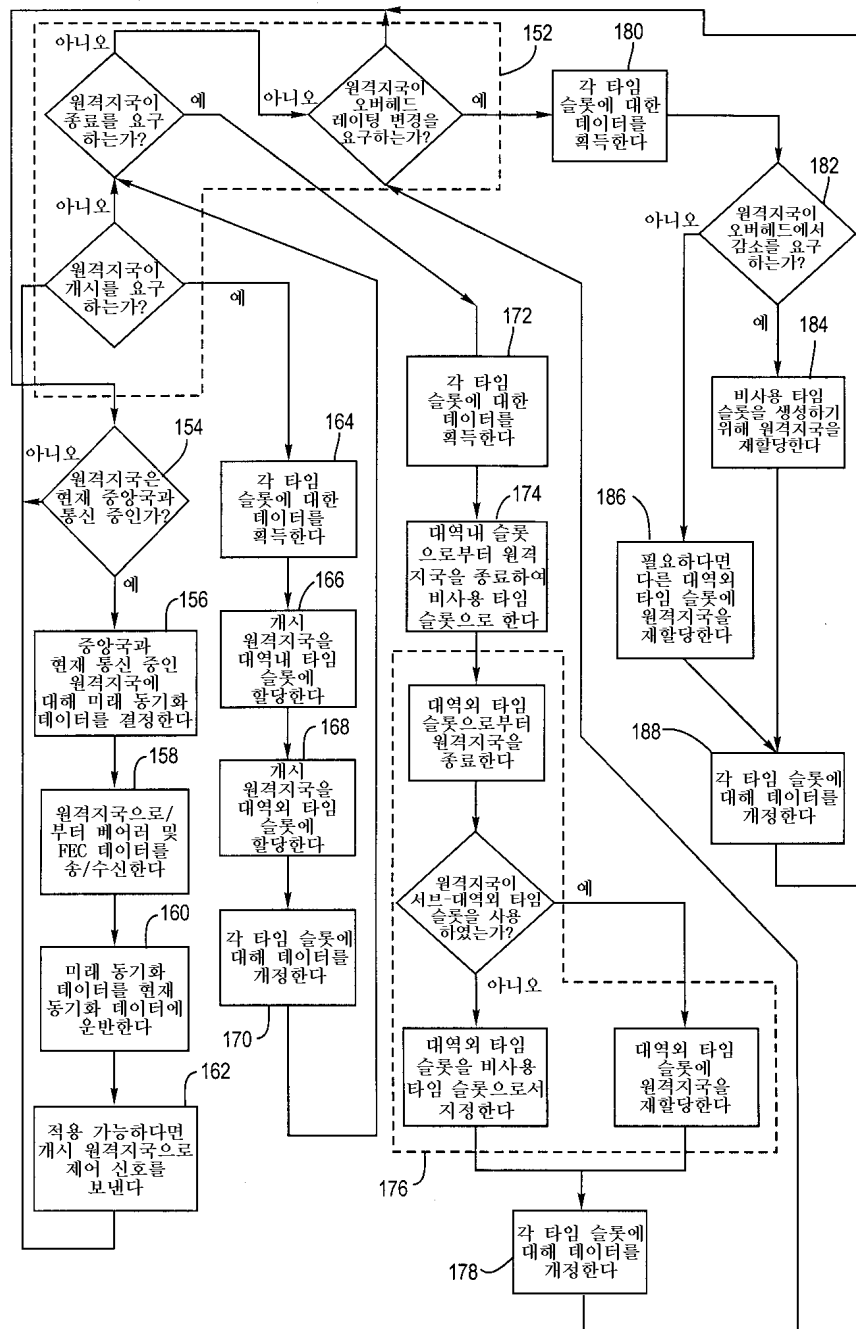 152
180
아니오
원격지국이
종료를 요구
하는가?
예
아니오
원격지국이
오버헤드
레이팅 변경을
요구하는가?
예
각 타임
슬롯에 대한
데이터를
획득한다
182
아니오
원격지국이
오버헤드에서
감소를 요구
하는가?
예
아니오
원격지국이
개시를 요구
하는가?
예
184
비사용 타임
슬롯을 생성하기
위해 원격지국을
재할당한다
172
각 타임
슬롯에 대한
데이터를
획득한다
154
아니오
원격지국은
현재 중앙국과
통신 중인가?
예
164
각 타임
슬롯에 대한
데이터를
획득한다
174
대역내 슬롯
으로부터 원격
지국을 종료하여
비사용 타임
슬롯으로 한다
186
필요하다면
다른 대역외
타임 슬롯에
원격지국을
재할당한다
156
중앙국과
현재 통신 중인
원격지국에
대해 미래 동기화
데이터를 결정한다
166
개시
원격지국을
대역내 타임
슬롯에
할당한다
대역외 타임
슬롯으로부터
원격지국을
종료한다
188
각 타임 슬롯에
대해 데이터를
개정한다
158
원격지국으로/
부터 베어러 및
FEC 데이터를
송/수신한다
168
개시
원격지국을
대역외 타임
슬롯에
할당한다
원격지국이
서브-대역외 타임
슬롯을 사용
하였는가?
예
아니오
160
미래 동기화
데이터를 현재
동기화 데이터에
운반한다
각 타임 슬롯에
대해 데이터를
개정한다
170
대역외 타임
슬롯을 비사용
타임 슬롯으로서
지정한다
대역외 타임
슬롯에
원격지국을
재할당한다
162
적용 가능하다면
개시 원격지국으로
제어 신호를
보낸다
176
각 타임 슬롯에
대해 데이터를
개정한다
178